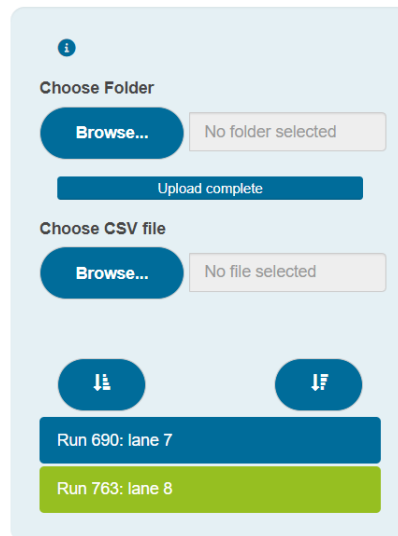 Choose Folder
Browse... No folder selected
Upload complete
Choose CSV file
Browse... No file selected
Run 690: lane 7
Run 763: lane 8